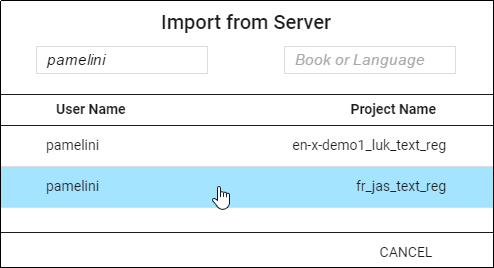 Import from Server
pamelini Book or Language
User Name Project Name
pamelini en-x-demo1_luk_text_reg
pamelini fr_jas_text_reg
CANCEL